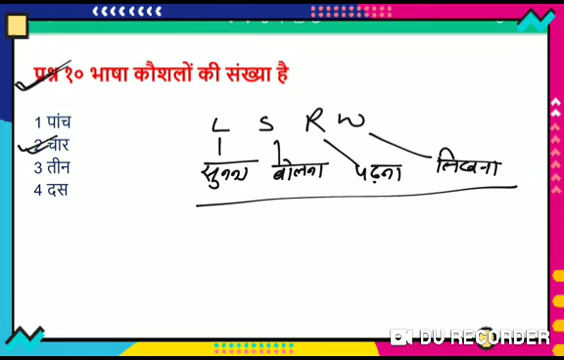 प्रश्न १० भाषा कौशलों की संख्या है
1 पांच
2 चार
3 तीन
4 दस
L S R W
सुनना बोलना पढ़ना लिखना
DU RECORDER